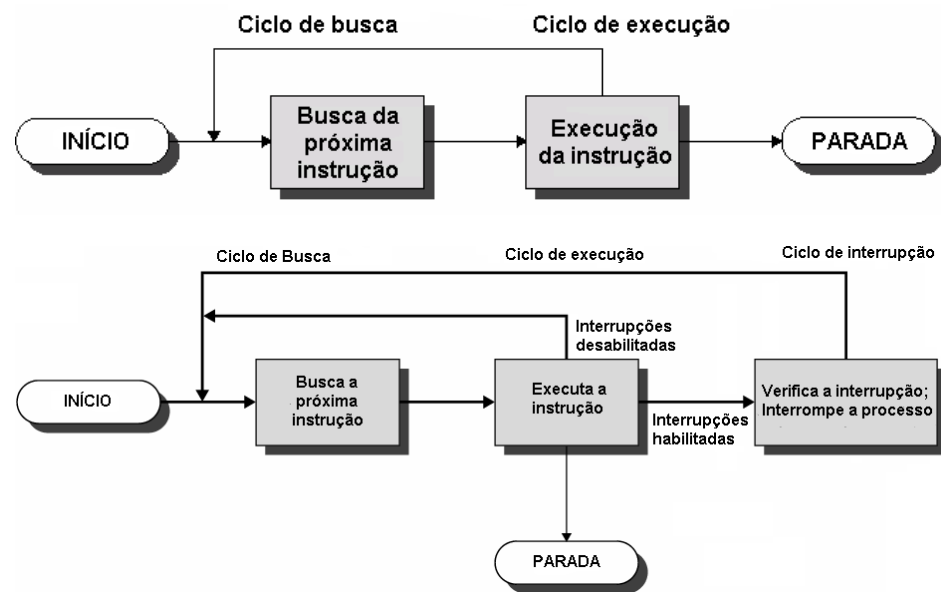 Ciclo de busca
Ciclo de execução
INÍCIO
Busca da
próxima
instrução
Execução
da instrução
PARADA
Ciclo de Busca
Ciclo de execução
Ciclo de interrupção
Interrupções
desabilitadas
INÍCIO
Busca a
próxima
instrução
Executa a
instrução
Interrupções
habilitadas
Verifica a interrupção;
Interrompe a processo
PARADA